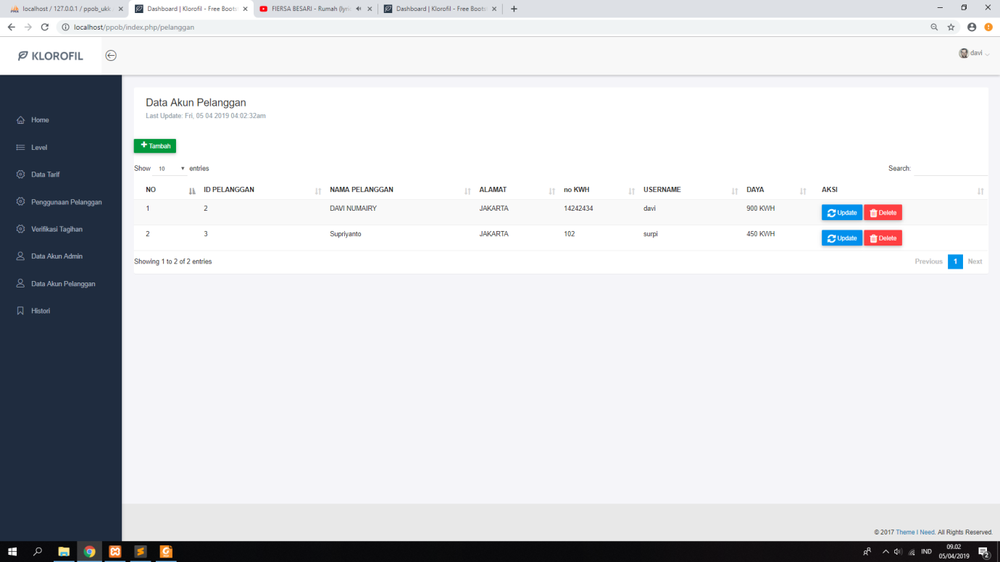 localhost / 127.0.0.1 / ppob_ukk
Dashboard | Klorofil - Free Boots
FIERSA BESARI - Rumah (lyri
Dashboard | Klorofil - Free Boots
localhost/ppob/index.php/pelanggan
KLOROFIL
davi
Home
Level
Data Tarif
Penggunaan Pelanggan
Verifikasi Tagihan
Data Akun Admin
Data Akun Pelanggan
Histori
Data Akun Pelanggan
Last Update: Fri, 05 04 2019 04:02:32am
Tambah
Show 10 entries
Search:
NO ID PELANGGAN NAMA PELANGGAN ALAMAT no KWH USERNAME DAYA AKSI
1 2 DAVI NUMAIRY JAKARTA 14242434 davi 900 KWH Update Delete
2 3 Supriyanto JAKARTA 102 surpi 450 KWH Update Delete
Showing 1 to 2 of 2 entries
Previous 1 Next
© 2017 Theme I Need. All Rights Reserved.
IND
09.02
05/04/2019
2